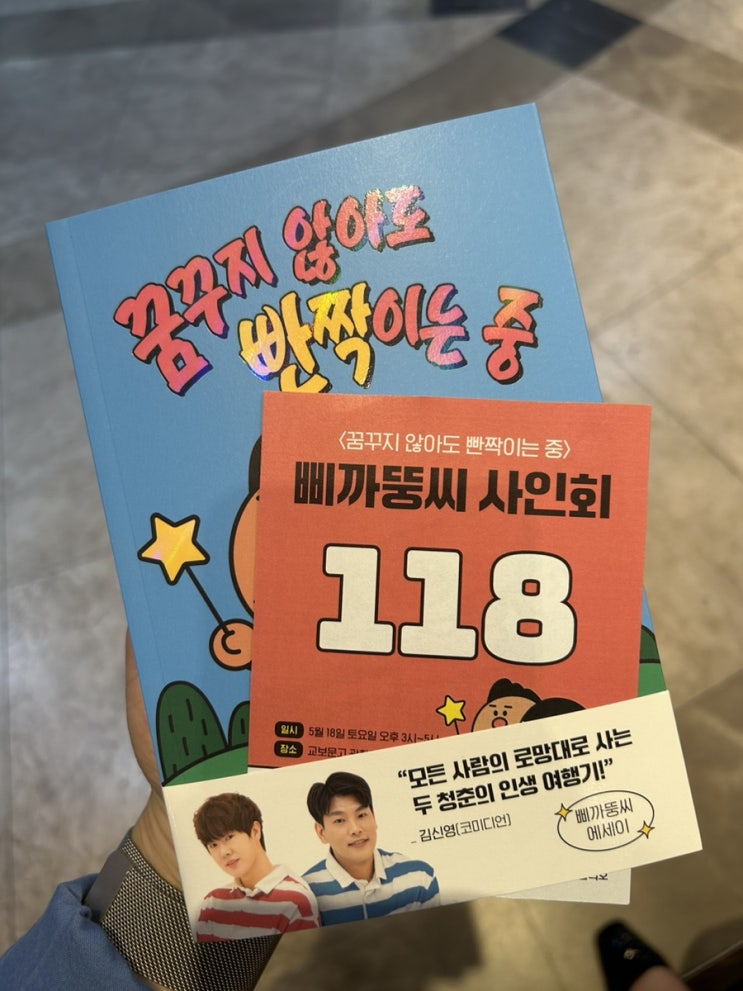 꿈꾸지 않아도
빤짝이는 중
〈꿈꾸지 않아도 빤짝이는 중〉
삐까뚱씨 사인회
118
일시 5월 18일 토요일 오후 3시~5시
장소 교보문고
“모든 사람의 로망대로 사는
두 청춘의 인생 여행기!”
_ 김신영(코미디언)
삐까뚱씨
에세이